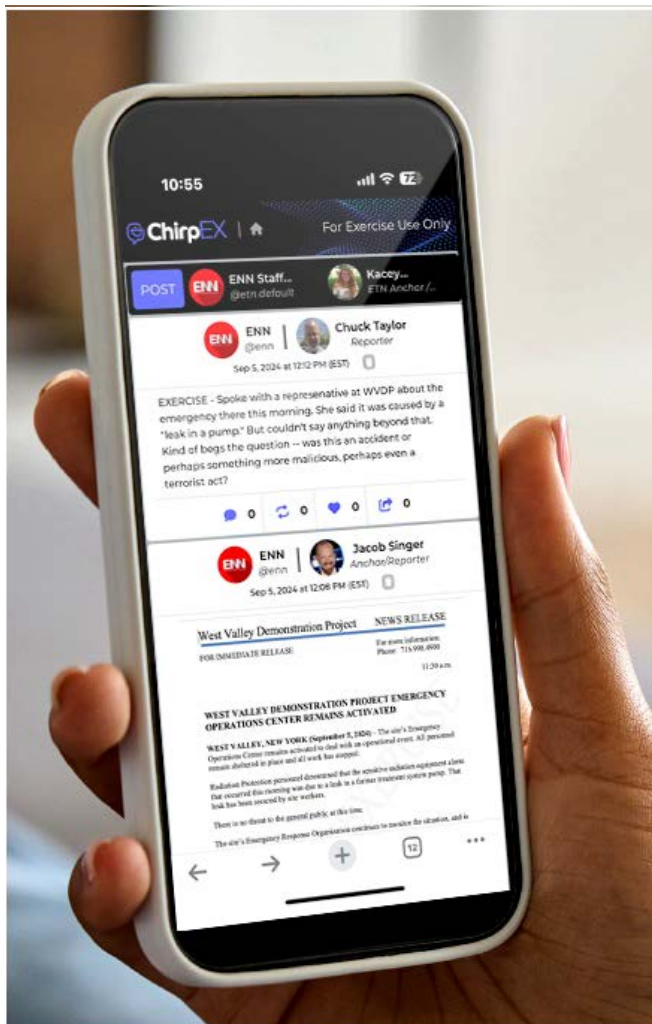 10:55
72
ChirpEX
For Exercise Use Only
POST
ENN
ENN Staff...
@etn.default
Kacey...
ETN Anchor/...
ENN
ENN
@enn
Chuck Taylor
Reporter
Sep 5, 2024 at 12:12 PM (EST)
EXERCISE - Spoke with a represenative at WVDP about the
emergency there this morning. She said it was caused by a
"leak in a pump." But couldn't say anything beyond that.
Kind of begs the question -- was this an accident or
perhaps something more malicious, perhaps even a
terrorist act?
0
0
0
0
ENN
ENN
@enn
Jacob Singer
Anchor/Reporter
Sep 5, 2024 at 12:08 PM (EST)
West Valley Demonstration Project
NEWS RELEASE
FOR IMMEDIATE RELEASE
For more information:
Phone: 716.998.4900
11:30 a.m.
WEST VALLEY DEMONSTRATION PROJECT EMERGENCY
OPERATIONS CENTER REMAINS ACTIVATED
WEST VALLEY, NEW YORK (September 5, 2024) – The site's Emergency
Operations Center remains activated to deal with an operational event. All personnel
remain sheltered in place and all work has stopped.
Radiation Protection personnel determined that the sensitive radiation equipment alarm
that occurred this morning was due to a leak in a former treatment system pump. That
leak has been secured by site workers.
There is no threat to the general public at this time.
The site's Emergency Response Organization continues to monitor the situation, and is
12